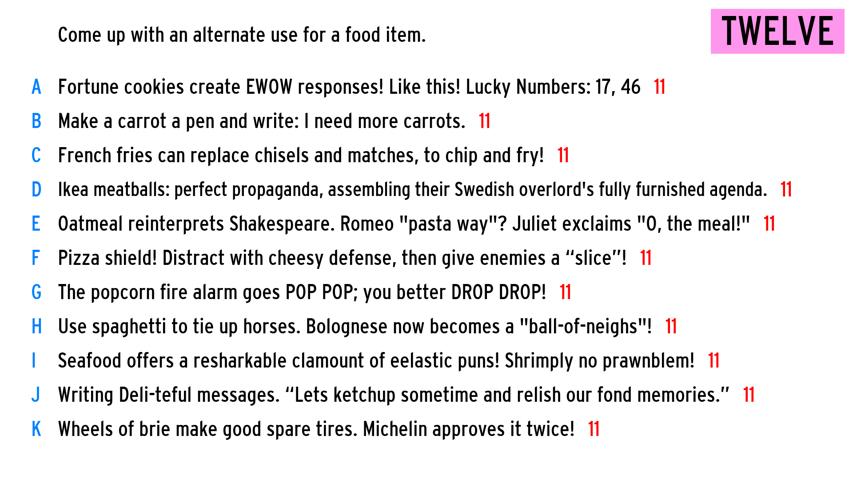 Come up with an alternate use for a food item.
TWELVE
A Fortune cookies create EWOW responses! Like this! Lucky Numbers: 17, 46 11
B Make a carrot a pen and write: I need more carrots. 11
C French fries can replace chisels and matches, to chip and fry! 11
D Ikea meatballs: perfect propaganda, assembling their Swedish overlord's fully furnished agenda. 11
E Oatmeal reinterprets Shakespeare. Romeo "pasta way"? Juliet exclaims "O, the meal!" 11
F Pizza shield! Distract with cheesy defense, then give enemies a “slice”! 11
G The popcorn fire alarm goes POP POP; you better DROP DROP! 11
H Use spaghetti to tie up horses. Bolognese now becomes a "ball-of-neighs"! 11
I Seafood offers a resharkable clamount of eelastic puns! Shrimply no prawnblem! 11
J Writing Deli-teful messages. “Lets ketchup sometime and relish our fond memories.” 11
K Wheels of brie make good spare tires. Michelin approves it twice! 11